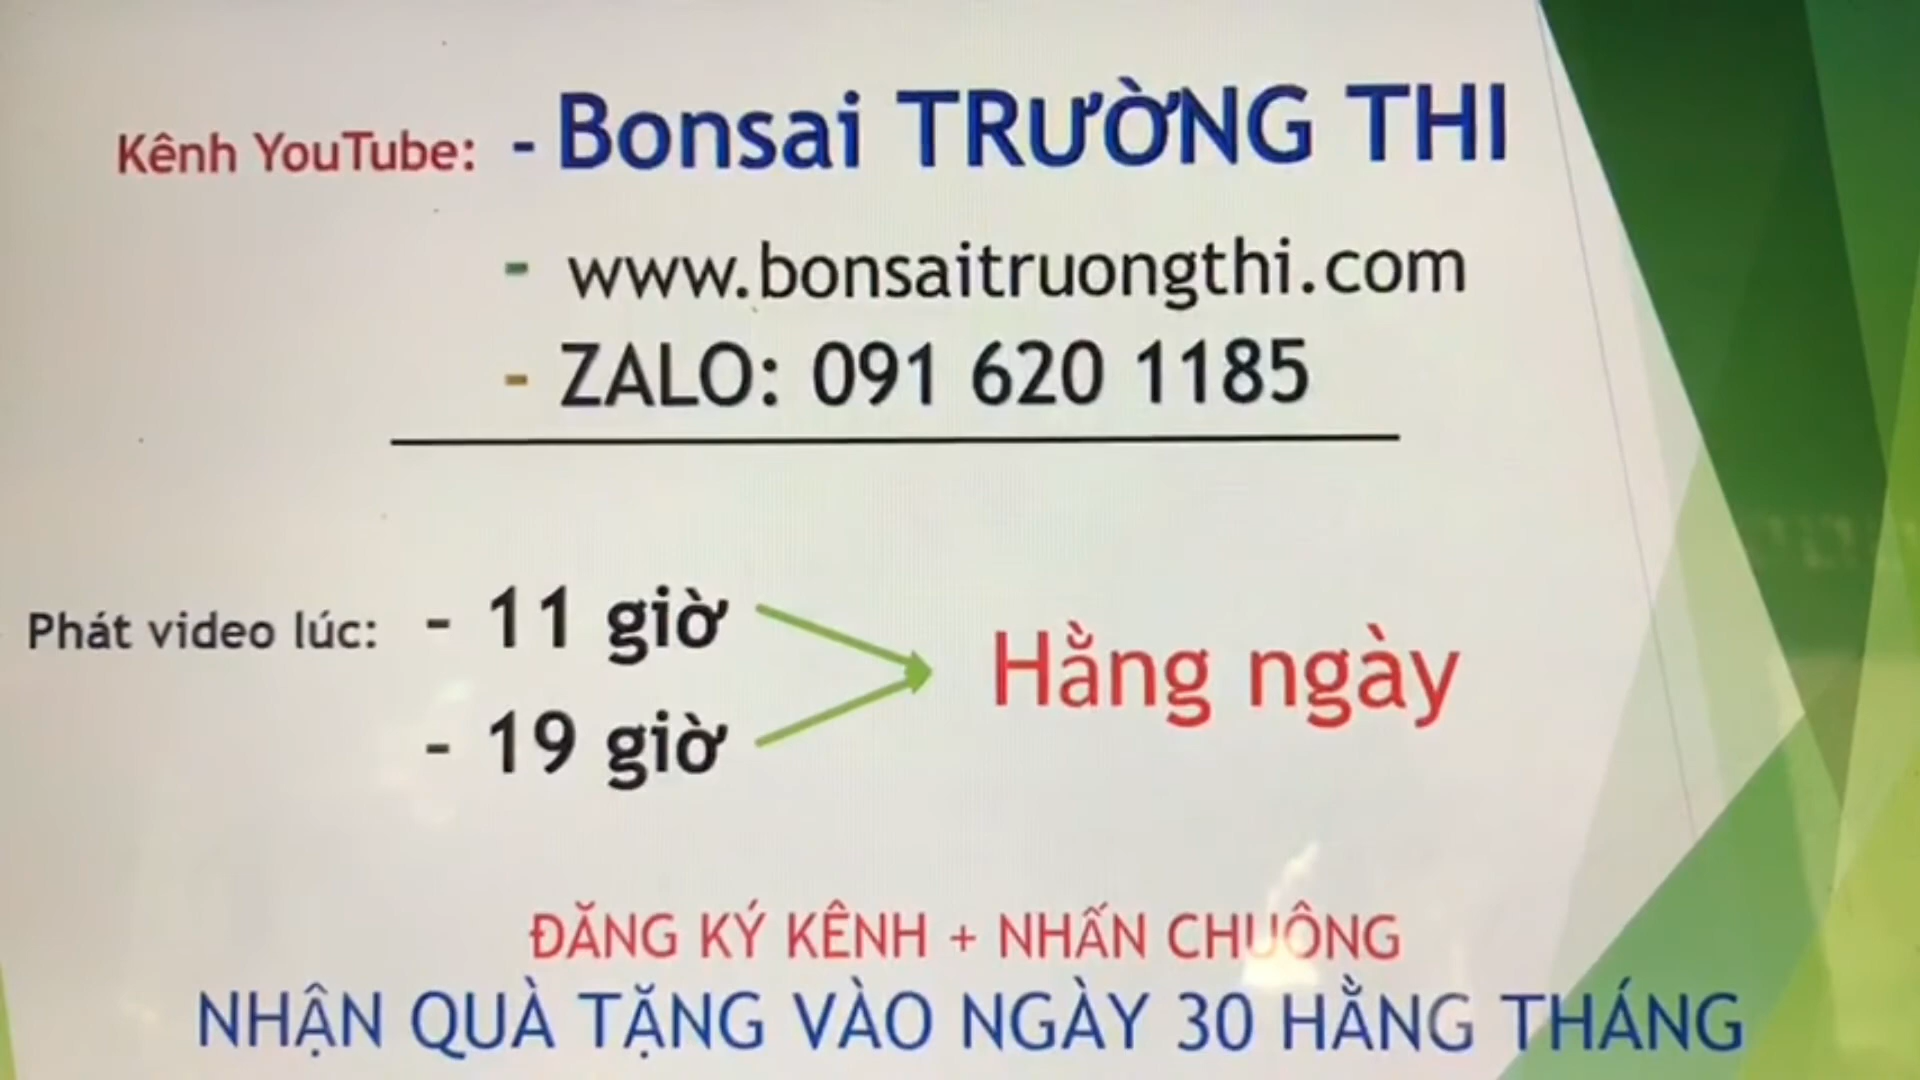 Kênh YouTube: - Bonsai TRƯỜNG THI
- www.bonsaitruongthi.com
- ZALO: 091 620 1185
Phát video lúc: - 11 giờ
Hằng ngày
- 19 giờ
ĐĂNG KÝ KÊNH + NHẤN CHUÔNG
NHẬN QUÀ TẶNG VÀO NGÀY 30 HẰNG THÁNG